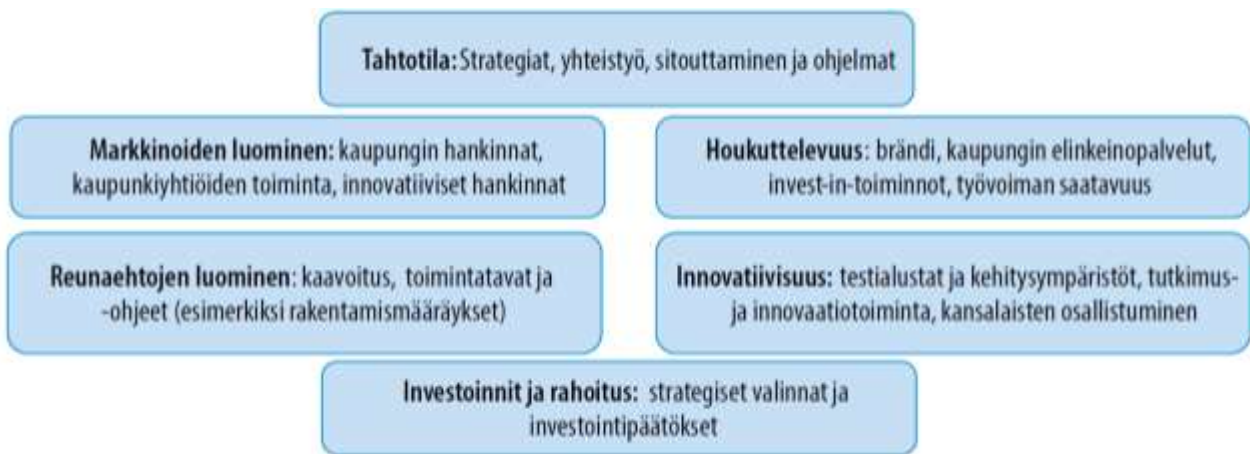 Tahtotila: Strategiat, yhteistyö, sitouttaminen ja ohjelmat
Markkinoiden luominen: kaupungin hankinnat,
kaupunkiyhtiöiden toiminta, innovatiiviset hankinnat
Houkuttelevuus: brändi, kaupungin elinkeinopalvelut,
invest-in-toiminnot, työvoiman saatavuus
Reunaehtojen luominen: kaavoitus, toimintatavat ja
-ohjeet (esimerkiksi rakentamismääräykset)
Innovatiivisuus: testialustat ja kehitysympäristöt, tutkimus-
ja innovaatiotoiminta, kansalaisten osallistuminen
Investoinnit ja rahoitus: strategiset valinnat ja
investointipäätökset